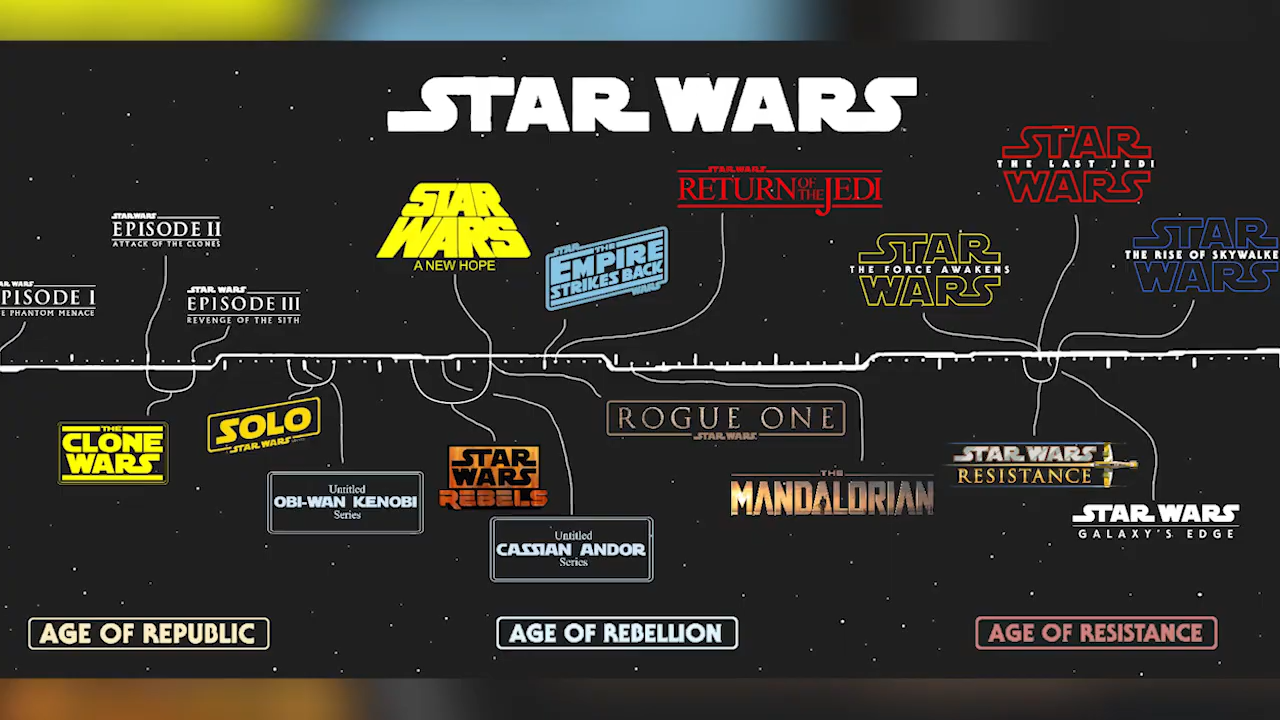 STAR WARS
STAR WARS
EPISODE I
THE PHANTOM MENACE
STAR WARS
EPISODE II
ATTACK OF THE CLONES
STAR WARS
EPISODE III
REVENGE OF THE SITH
STAR
WARS
A NEW HOPE
STAR
THE
EMPIRE
STRIKES BACK
WARS
STAR WARS
RETURN OF THE JEDI
STAR
THE FORCE AWAKENS
WARS
STAR
THE LAST JEDI
WARS
STAR
THE RISE OF SKYWALKE
WARS
THE
CLONE
WARS
SOLO
STAR WARS
Untitled
OBI-WAN KENOBI
Series
STAR
WARS
REBELS
Untitled
CASSIAN ANDOR
Series
ROGUE ONE
STAR WARS
THE
MANDALORIAN
STAR WARS
RESISTANCE
STAR WARS
GALAXY'S EDGE
AGE OF REPUBLIC
AGE OF REBELLION
AGE OF RESISTANCE